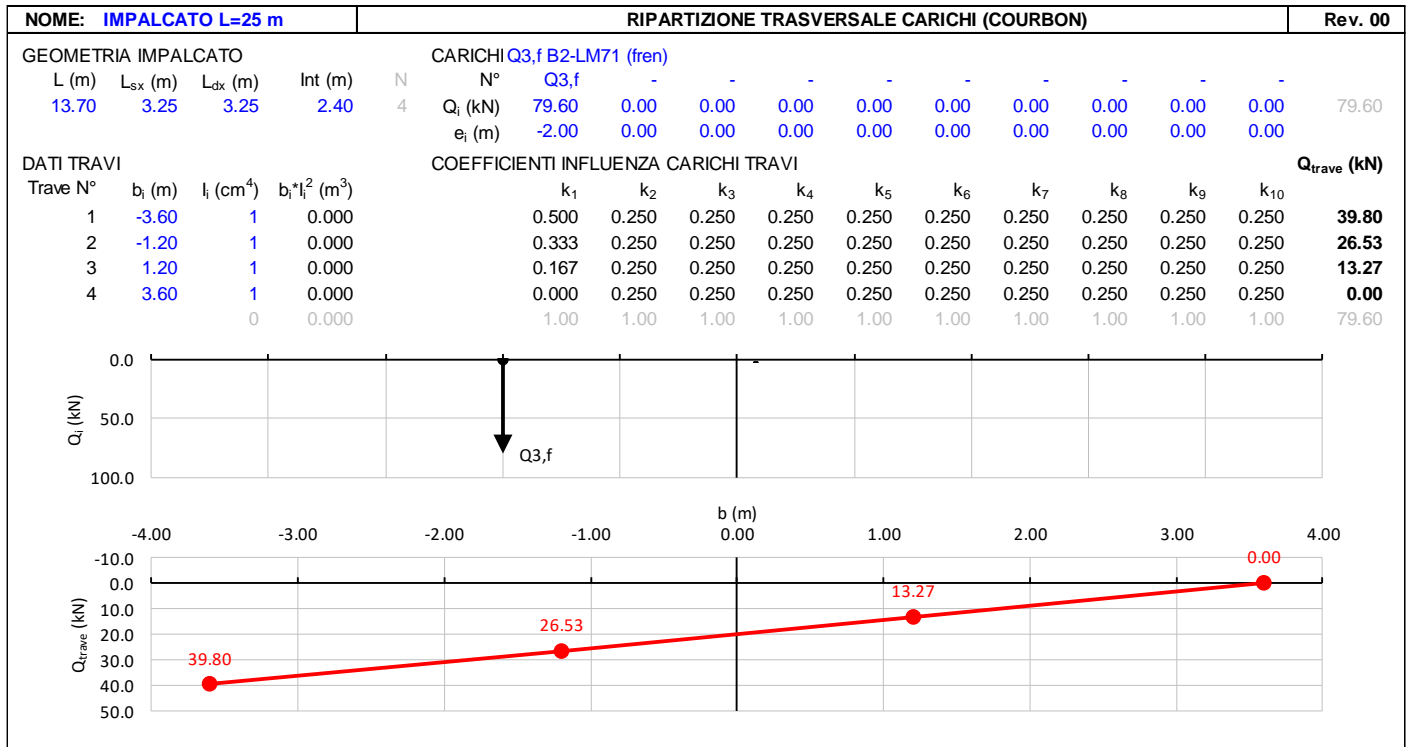 NOME: IMPALCATO L=25 m RIPARTIZIONE TRASVERSALE CARICHI (COURBON) Rev. 00
GEOMETRIA IMPALCATO CARICHI Q3,f B2-LM71 (fren)
L (m) Lsx (m) Ldx (m) Int (m) N N° Q3,f - - - - - - - - -
13.70 3.25 3.25 2.40 4 Qi (kN) 79.60 0.00 0.00 0.00 0.00 0.00 0.00 0.00 0.00 0.00 79.60
ei (m) -2.00 0.00 0.00 0.00 0.00 0.00 0.00 0.00 0.00 0.00
DATI TRAVI COEFFICIENTI INFLUENZA CARICHI TRAVI Qtrave (kN)
Trave N° bi (m) Ii (cm4) bi*Ii2 (m3) k1 k2 k3 k4 k5 k6 k7 k8 k9 k10
1 -3.60 1 0.000 0.500 0.250 0.250 0.250 0.250 0.250 0.250 0.250 0.250 0.250 39.80
2 -1.20 1 0.000 0.333 0.250 0.250 0.250 0.250 0.250 0.250 0.250 0.250 0.250 26.53
3 1.20 1 0.000 0.167 0.250 0.250 0.250 0.250 0.250 0.250 0.250 0.250 0.250 13.27
4 3.60 1 0.000 0.000 0.250 0.250 0.250 0.250 0.250 0.250 0.250 0.250 0.250 0.00
0 0.000 1.00 1.00 1.00 1.00 1.00 1.00 1.00 1.00 1.00 1.00 79.60
0.0
50.0
100.0
Qi (kN)
Q3,f
b (m)
-4.00 -3.00 -2.00 -1.00 0.00 1.00 2.00 3.00 4.00
-10.0
0.0
10.0
20.0
30.0
40.0
50.0
Qtrave (kN)
39.80
26.53
13.27
0.00